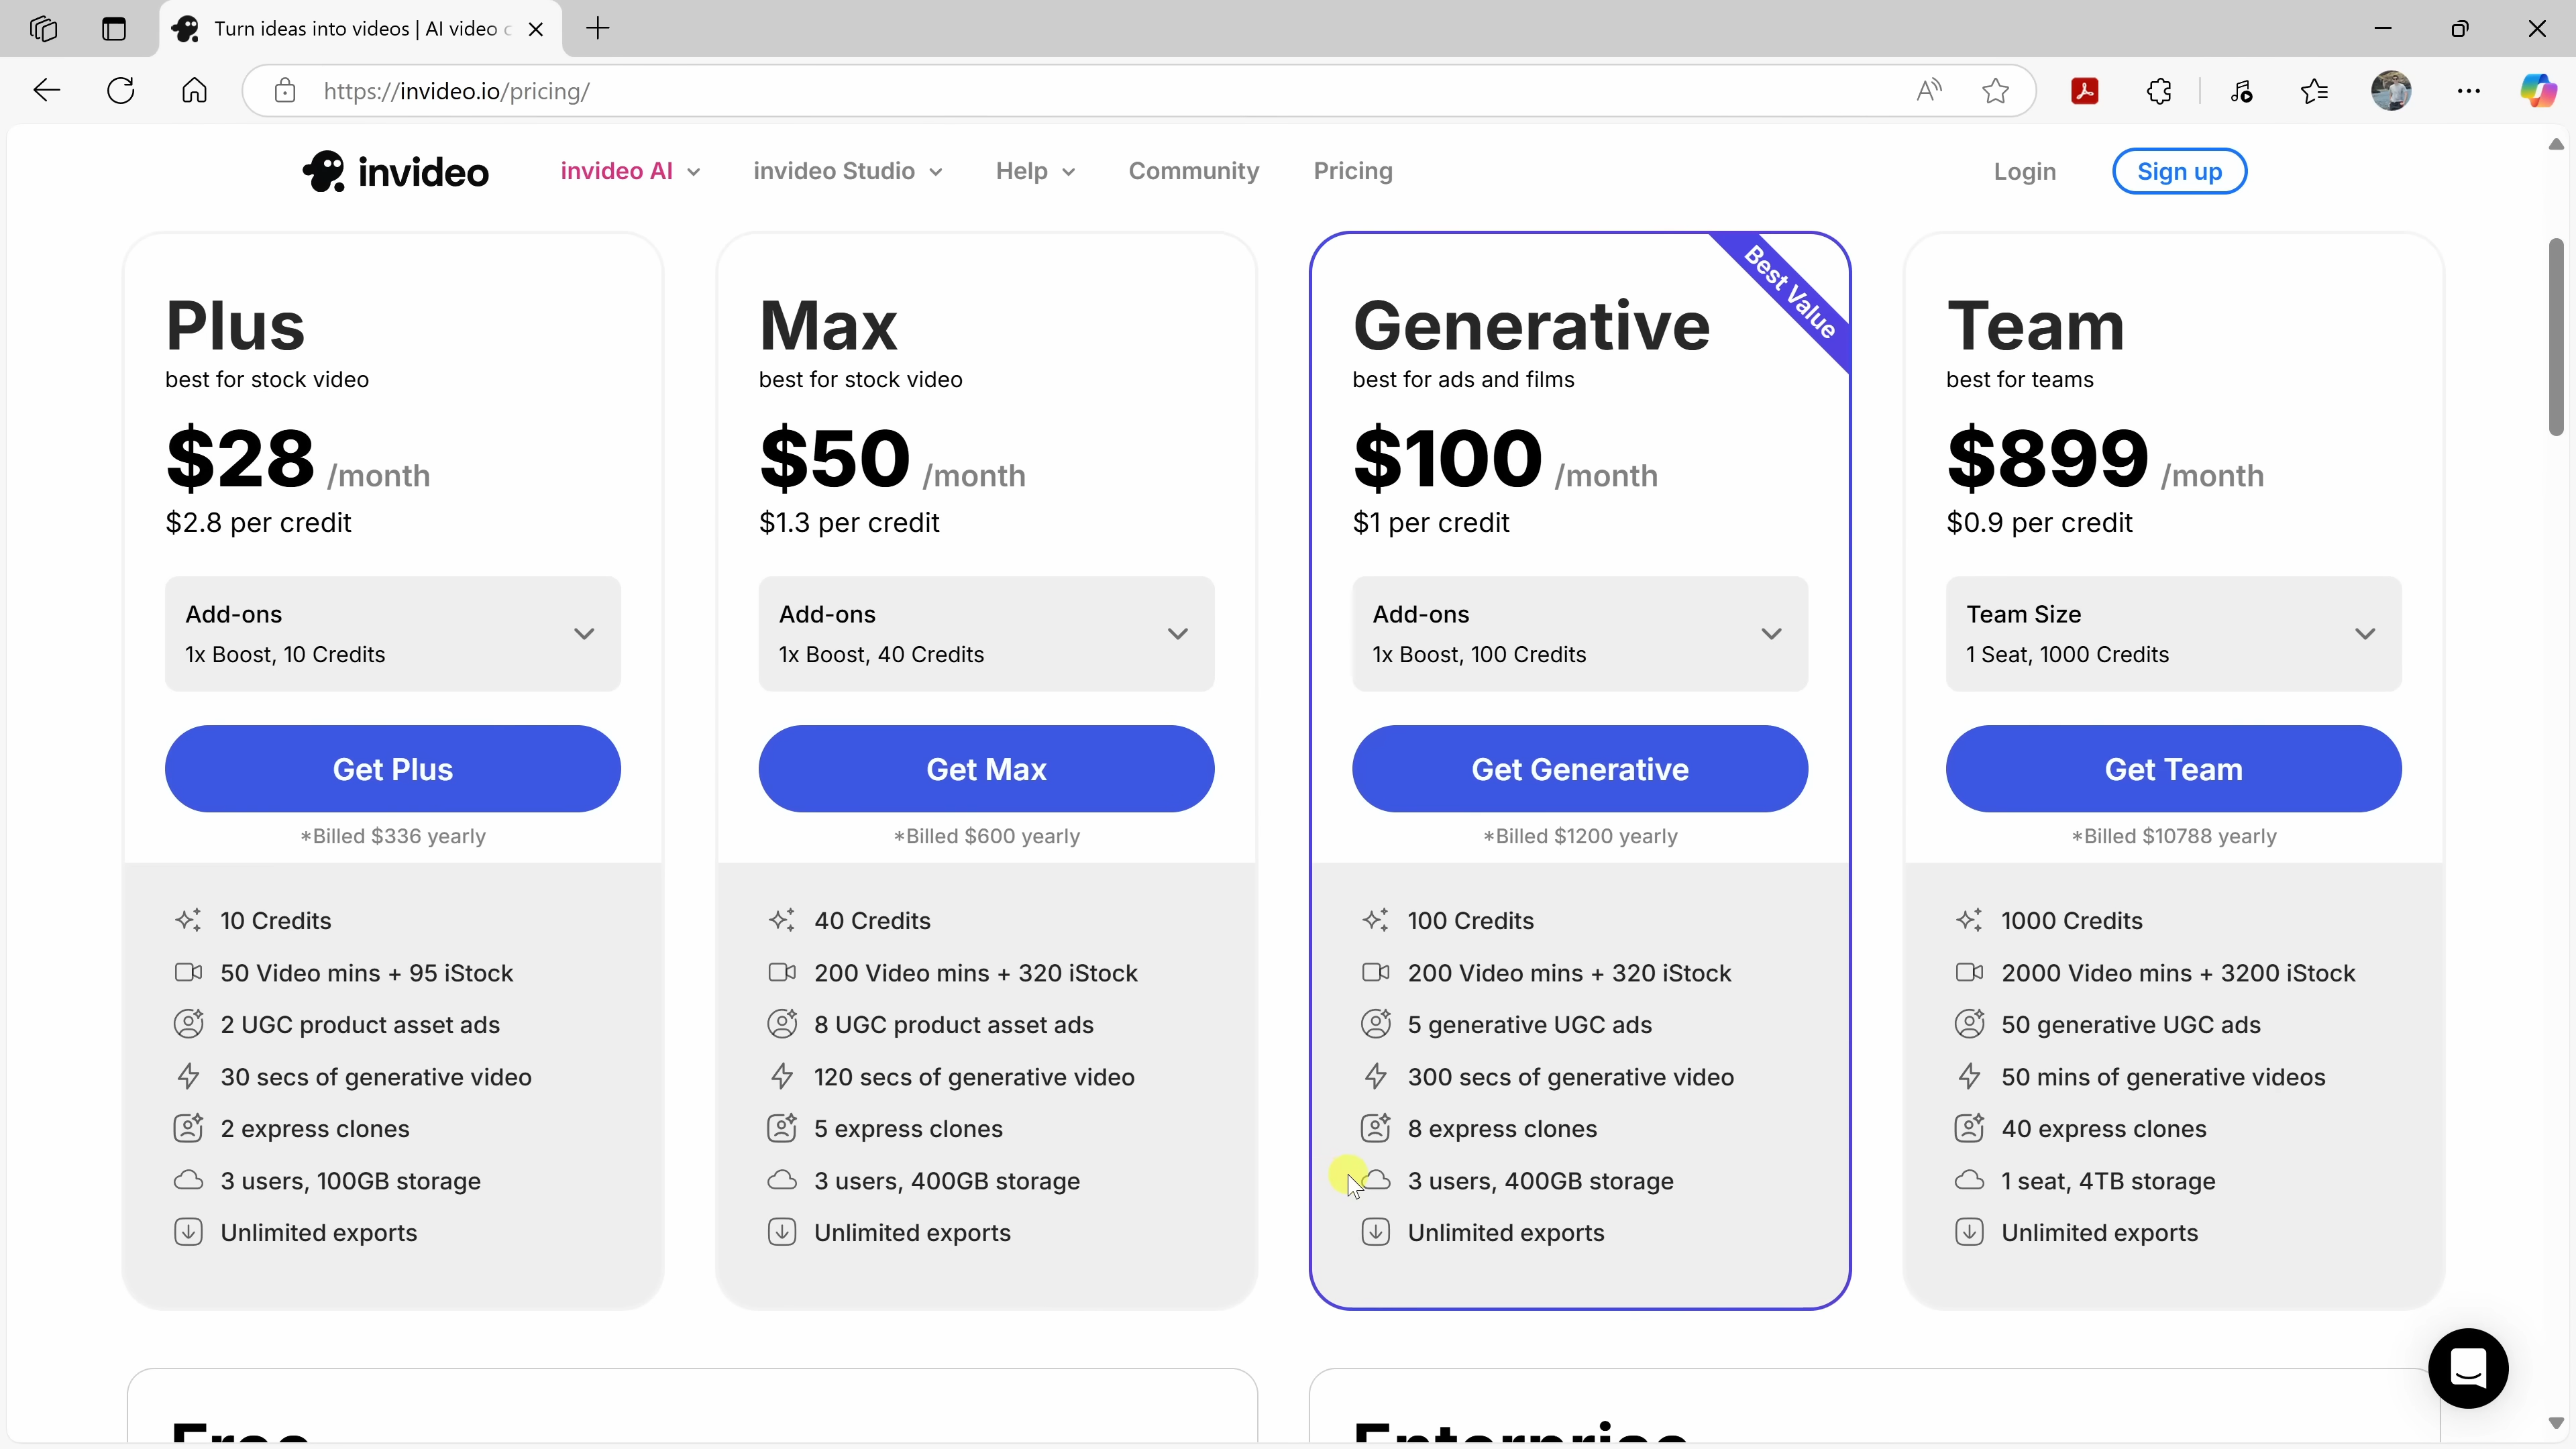 Turn ideas into videos | AI video c
https://invideo.io/pricing/
invideo
invideo AI
invideo Studio
Help
Community
Pricing
Login
Sign up
Plus
best for stock video
$28 /month
$2.8 per credit
Add-ons
1x Boost, 10 Credits
Get Plus
*Billed $336 yearly
10 Credits
50 Video mins + 95 iStock
2 UGC product asset ads
30 secs of generative video
2 express clones
3 users, 100GB storage
Unlimited exports
Max
best for stock video
$50 /month
$1.3 per credit
Add-ons
1x Boost, 40 Credits
Get Max
*Billed $600 yearly
40 Credits
200 Video mins + 320 iStock
8 UGC product asset ads
120 secs of generative video
5 express clones
3 users, 400GB storage
Unlimited exports
Best Value
Generative
best for ads and films
$100 /month
$1 per credit
Add-ons
1x Boost, 100 Credits
Get Generative
*Billed $1200 yearly
100 Credits
200 Video mins + 320 iStock
5 generative UGC ads
300 secs of generative video
8 express clones
3 users, 400GB storage
Unlimited exports
Team
best for teams
$899 /month
$0.9 per credit
Team Size
1 Seat, 1000 Credits
Get Team
*Billed $10788 yearly
1000 Credits
2000 Video mins + 3200 iStock
50 generative UGC ads
50 mins of generative videos
40 express clones
1 seat, 4TB storage
Unlimited exports
Free
Enterprise